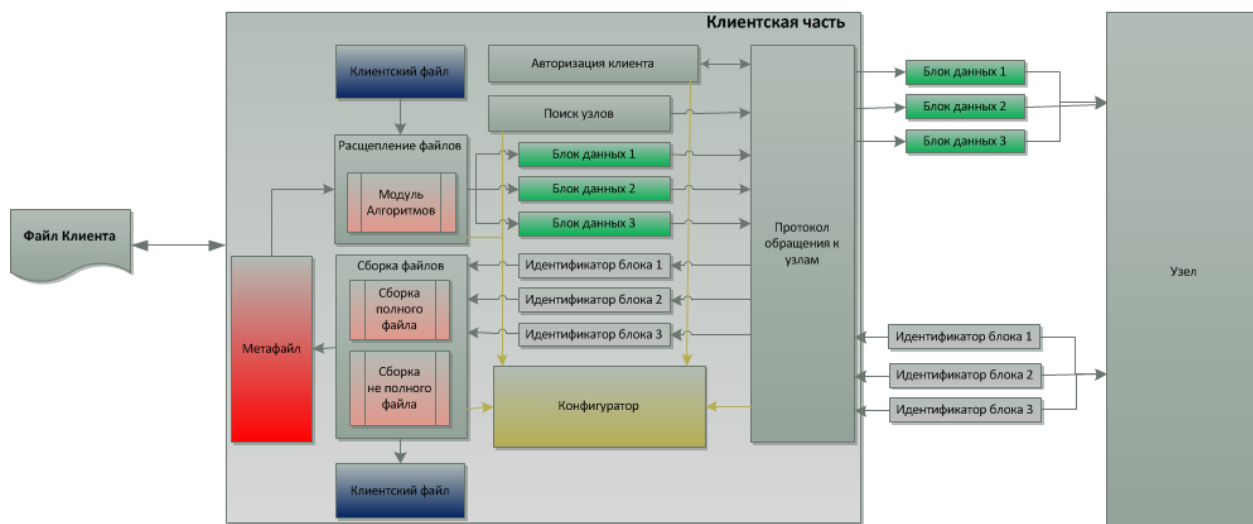 Клиентская часть
Файл Клиента
Метафайл
Клиентский файл
Расщепление файлов
Модуль
Алгоритмов
Сборка файлов
Сборка
полного
файла
Сборка
не полного
файла
Клиентский файл
Авторизация клиента
Поиск узлов
Блок данных 1
Блок данных 2
Блок данных 3
Идентификатор блока 1
Идентификатор блока 2
Идентификатор блока 3
Конфигуратор
Протокол
обращения к
узлам
Блок данных 1
Блок данных 2
Блок данных 3
Идентификатор блока 1
Идентификатор блока 2
Идентификатор блока 3
Узел